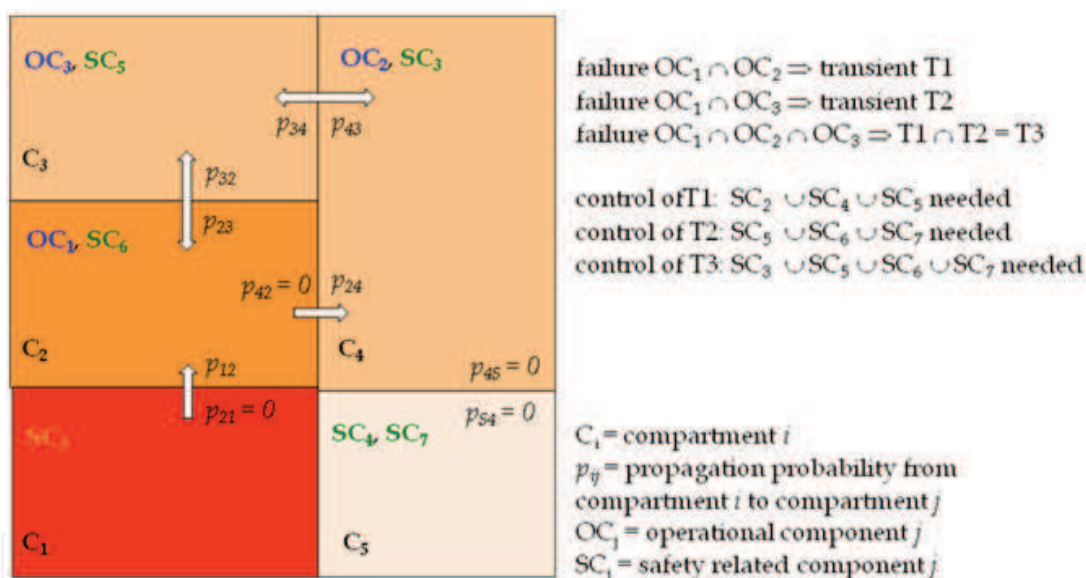 OC₃, SC₅
p₃₄
C₃
p₃₂
OC₂, SC₃
p₄₃
p₂₃
OC₁, SC₆
p₄₂ = 0
p₂₄
C₂
C₄
p₁₂
p₄₅ = 0
p₂₁ = 0
p₅₄ = 0
SC₄, SC₇
C₁
C₅
failure OC₁ ∩ OC₂ ⇒ transient T1
failure OC₁ ∩ OC₃ ⇒ transient T2
failure OC₁ ∩ OC₂ ∩ OC₃ ⇒ T1 ∩ T2 = T3
control ofT1: SC₂ ∪SC₄ ∪SC₅ needed
control of T2: SC₅ ∪SC₆ ∪SC₇ needed
control of T3: SC₃ ∪SC₅ ∪SC₆ ∪SC₇ needed
Cᵢ = compartment i
pᵢⱼ = propagation probability from
compartment i to compartment j
OCⱼ = operational component j
SCⱼ = safety related component j